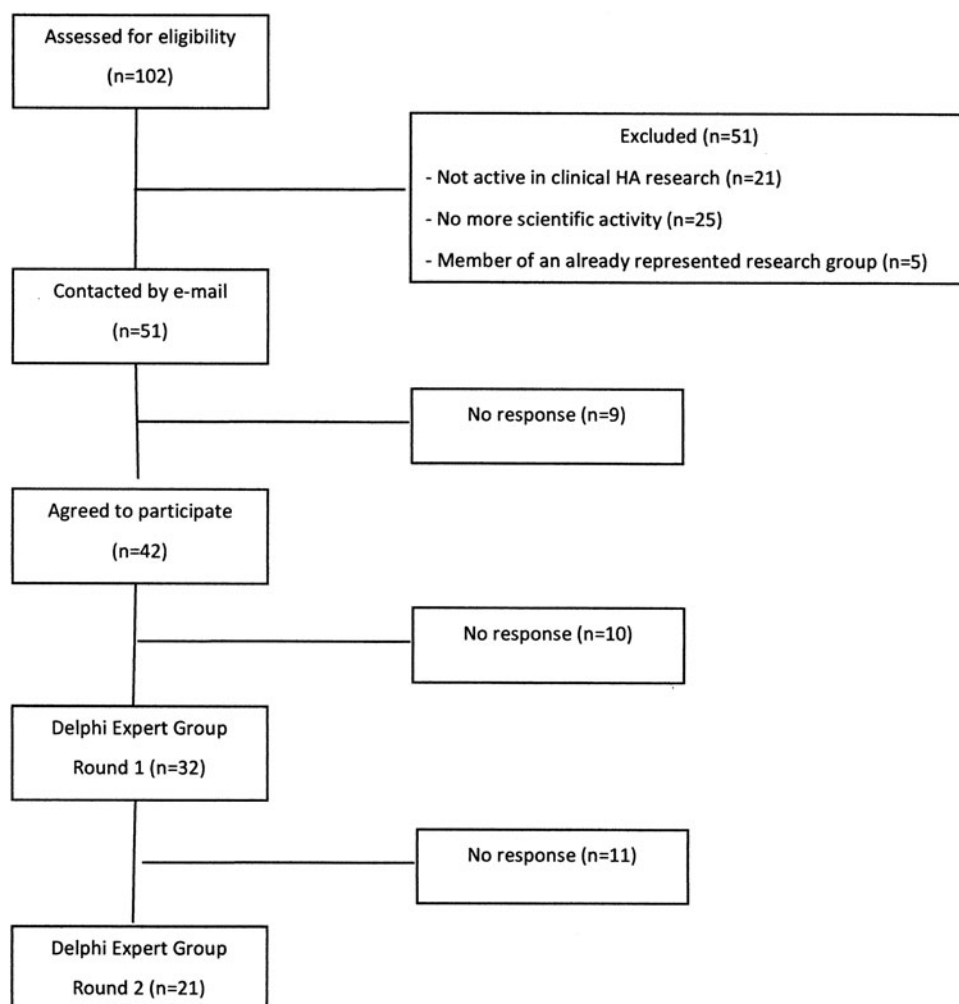 Assessed for eligibility
(n=102)
Excluded (n=51)
- Not active in clinical HA research (n=21)
- No more scientific activity (n=25)
- Member of an already represented research group (n=5)
Contacted by e-mail
(n=51)
No response (n=9)
Agreed to participate
(n=42)
No response (n=10)
Delphi Expert Group
Round 1 (n=32)
No response (n=11)
Delphi Expert Group
Round 2 (n=21)